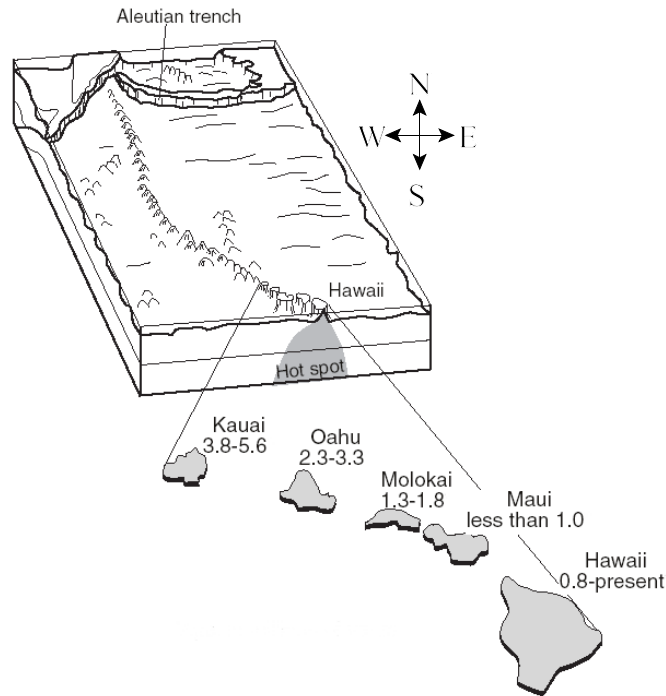 Aleutian trench
N
W E
S
Hawaii
Hot spot
Kauai
3.8-5.6
Oahu
2.3-3.3
Molokai
1.3-1.8
Maui
less than 1.0
Hawaii
0.8-present